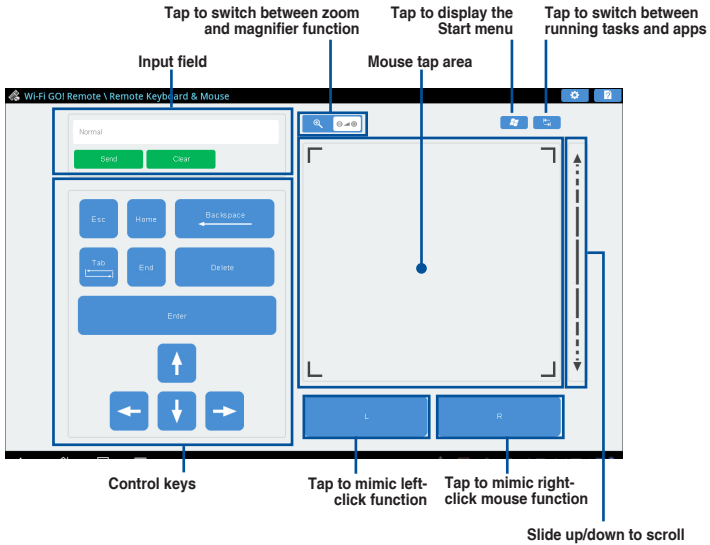 Tap to switch between zoom
and magnifier function
Tap to display the
Start menu
Tap to switch between
running tasks and apps
Input field
Mouse tap area
Wi-Fi GO! Remote \ Remote Keyboard & Mouse
Normal
Send
Clear
Esc
Home
Backspace
Tab
End
Delete
Enter
L
R
Control keys
Tap to mimic left-
click function
Tap to mimic right-
click mouse function
Slide up/down to scroll